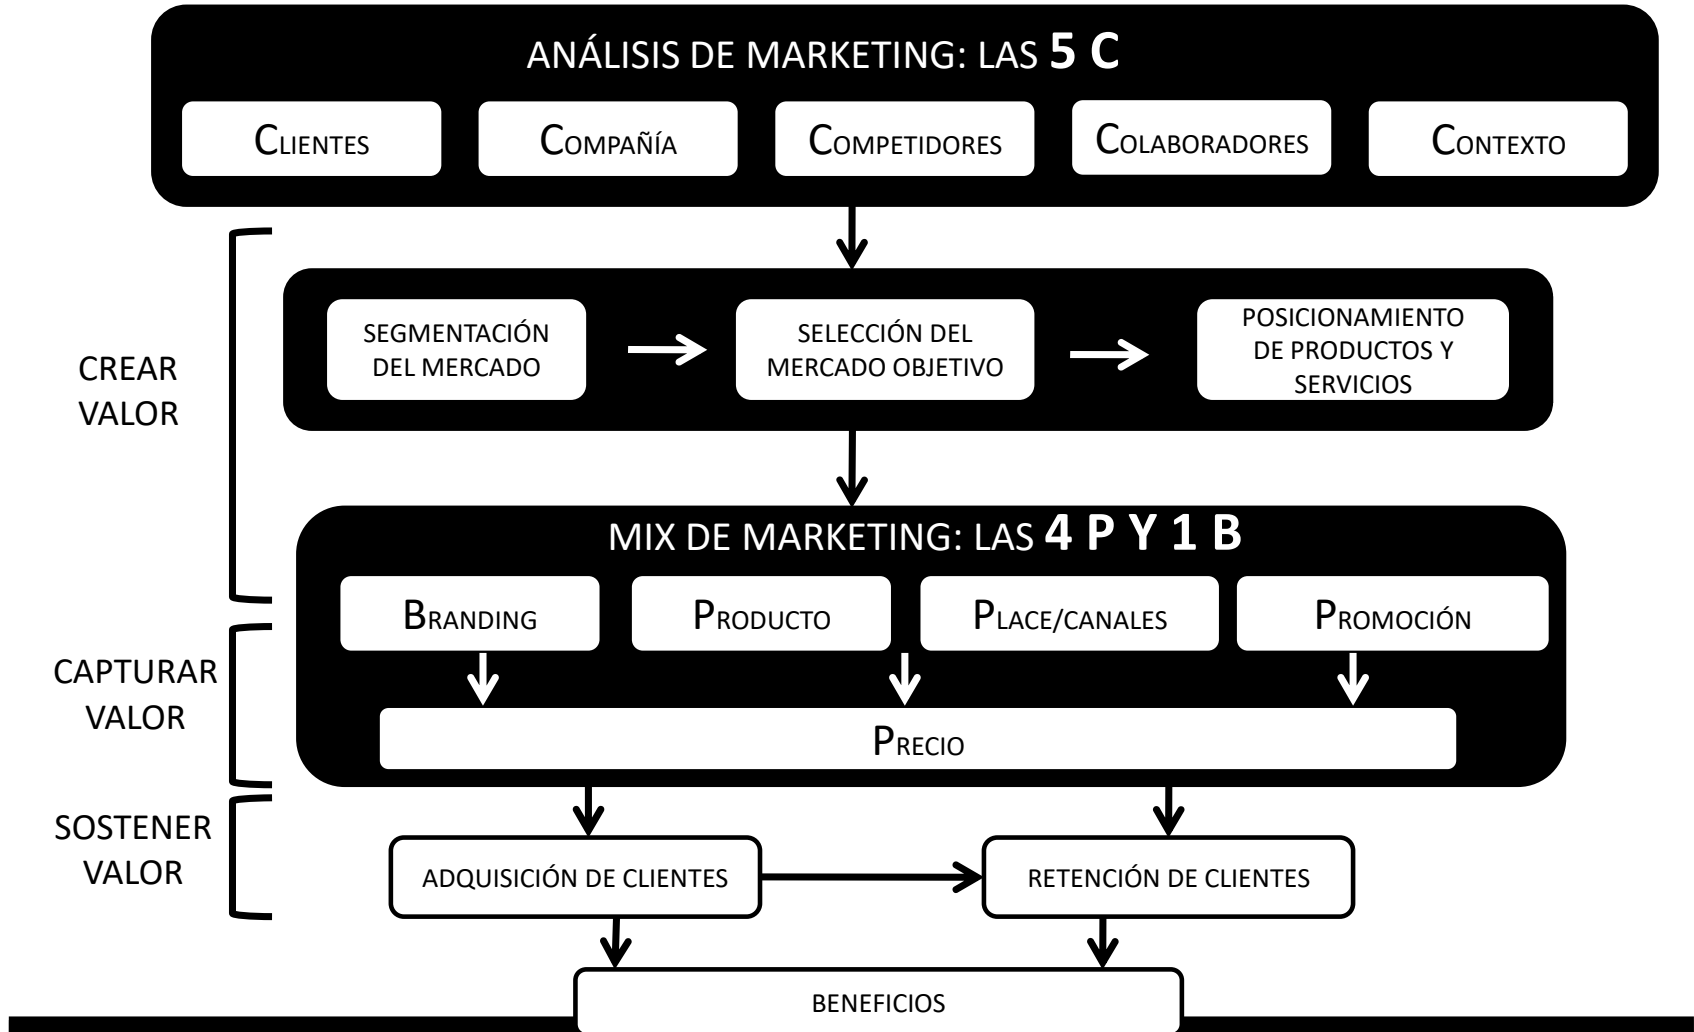 ANÁLISIS DE MARKETING: LAS 5 C
CLIENTES
COMPAÑÍA
COMPETIDORES
COLABORADORES
CONTEXTO
CREAR
VALOR
SEGMENTACIÓN
DEL MERCADO
SELECCIÓN DEL
MERCADO OBJETIVO
POSICIONAMIENTO
DE PRODUCTOS Y
SERVICIOS
MIX DE MARKETING: LAS 4 P Y 1 B
BRANDING
PRODUCTO
PLACE/CANALES
PROMOCIÓN
CAPTURAR
VALOR
PRECIO
SOSTENER
VALOR
ADQUISICIÓN DE CLIENTES
RETENCIÓN DE CLIENTES
BENEFICIOS